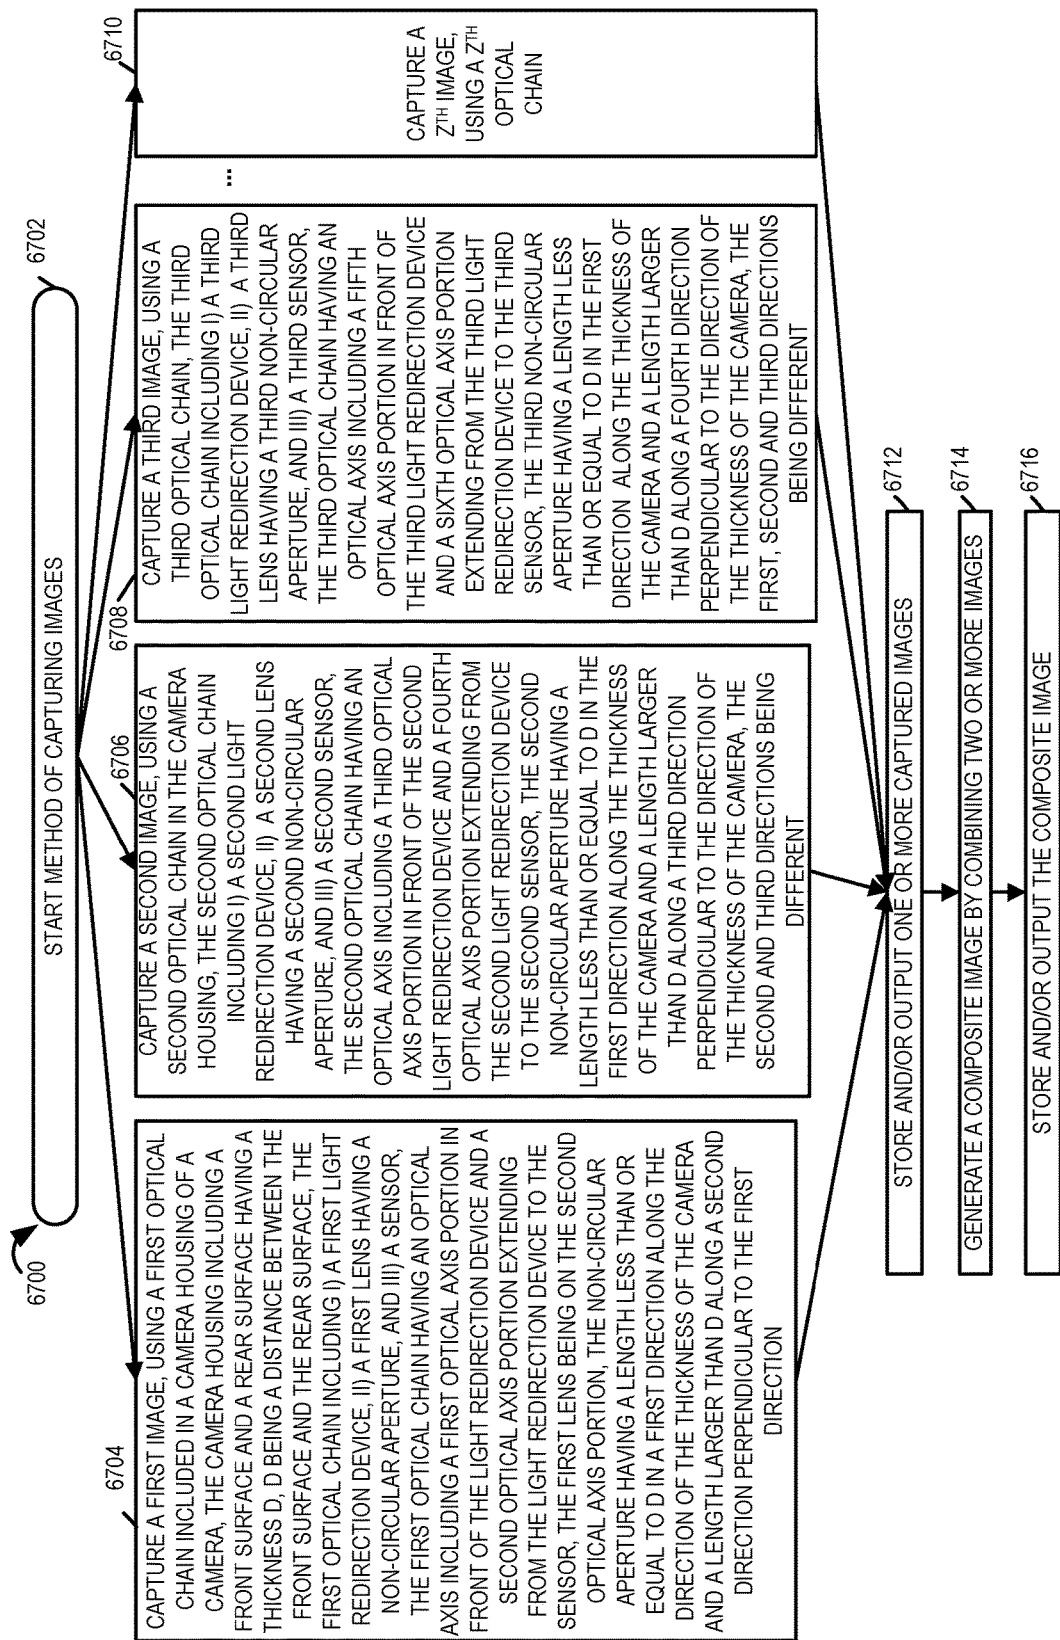 6700
START METHOD OF CAPTURING IMAGES
6702
6704
CAPTURE A FIRST IMAGE, USING A FIRST OPTICAL
CHAIN INCLUDED IN A CAMERA HOUSING OF A
CAMERA, THE CAMERA HOUSING INCLUDING A
FRONT SURFACE AND A REAR SURFACE HAVING A
THICKNESS D, D BEING A DISTANCE BETWEEN THE
FRONT SURFACE AND THE REAR SURFACE, THE
FIRST OPTICAL CHAIN INCLUDING I) A FIRST LIGHT
REDIRECTION DEVICE, II) A FIRST LENS HAVING A
NON-CIRCULAR APERTURE, AND III) A SENSOR,
THE FIRST OPTICAL CHAIN HAVING AN OPTICAL
AXIS INCLUDING A FIRST OPTICAL AXIS PORTION IN
FRONT OF THE LIGHT REDIRECTION DEVICE AND A
SECOND OPTICAL AXIS PORTION EXTENDING
FROM THE LIGHT REDIRECTION DEVICE TO THE
SENSOR, THE FIRST LENS BEING ON THE SECOND
OPTICAL AXIS PORTION, THE NON-CIRCULAR
APERTURE HAVING A LENGTH LESS THAN OR
EQUAL TO D IN A FIRST DIRECTION ALONG THE
DIRECTION OF THE THICKNESS OF THE CAMERA
AND A LENGTH LARGER THAN D ALONG A SECOND
DIRECTION PERPENDICULAR TO THE FIRST
DIRECTION
6706
CAPTURE A SECOND IMAGE, USING A
SECOND OPTICAL CHAIN IN THE CAMERA
HOUSING, THE SECOND OPTICAL CHAIN
INCLUDING I) A SECOND LIGHT
REDIRECTION DEVICE, II) A SECOND LENS
HAVING A SECOND NON-CIRCULAR
APERTURE, AND III) A SECOND SENSOR,
THE SECOND OPTICAL CHAIN HAVING AN
OPTICAL AXIS INCLUDING A THIRD OPTICAL
AXIS PORTION IN FRONT OF THE SECOND
LIGHT REDIRECTION DEVICE AND A FOURTH
OPTICAL AXIS PORTION EXTENDING FROM
THE SECOND LIGHT REDIRECTION DEVICE
TO THE SECOND SENSOR, THE SECOND
NON-CIRCULAR APERTURE HAVING A
LENGTH LESS THAN OR EQUAL TO D IN THE
FIRST DIRECTION ALONG THE THICKNESS
OF THE CAMERA AND A LENGTH LARGER
THAN D ALONG A THIRD DIRECTION
PERPENDICULAR TO THE DIRECTION OF
THE THICKNESS OF THE CAMERA, THE
SECOND AND THIRD DIRECTIONS BEING
DIFFERENT
6708
CAPTURE A THIRD IMAGE, USING A
THIRD OPTICAL CHAIN, THE THIRD
OPTICAL CHAIN INCLUDING I) A THIRD
LIGHT REDIRECTION DEVICE, II) A THIRD
LENS HAVING A THIRD NON-CIRCULAR
APERTURE, AND III) A THIRD SENSOR,
THE THIRD OPTICAL CHAIN HAVING AN
OPTICAL AXIS INCLUDING A FIFTH
OPTICAL AXIS PORTION IN FRONT OF
THE THIRD LIGHT REDIRECTION DEVICE
AND A SIXTH OPTICAL AXIS PORTION
EXTENDING FROM THE THIRD LIGHT
REDIRECTION DEVICE TO THE THIRD
SENSOR, THE THIRD NON-CIRCULAR
APERTURE HAVING A LENGTH LESS
THAN OR EQUAL TO D IN THE FIRST
DIRECTION ALONG THE THICKNESS OF
THE CAMERA AND A LENGTH LARGER
THAN D ALONG A FOURTH DIRECTION
PERPENDICULAR TO THE DIRECTION OF
THE THICKNESS OF THE CAMERA, THE
FIRST, SECOND AND THIRD DIRECTIONS
BEING DIFFERENT
...
6710
CAPTURE A
ZTH IMAGE,
USING A ZTH
OPTICAL
CHAIN
6712
STORE AND/OR OUTPUT ONE OR MORE CAPTURED IMAGES
6714
GENERATE A COMPOSITE IMAGE BY COMBINING TWO OR MORE IMAGES
6716
STORE AND/OR OUTPUT THE COMPOSITE IMAGE